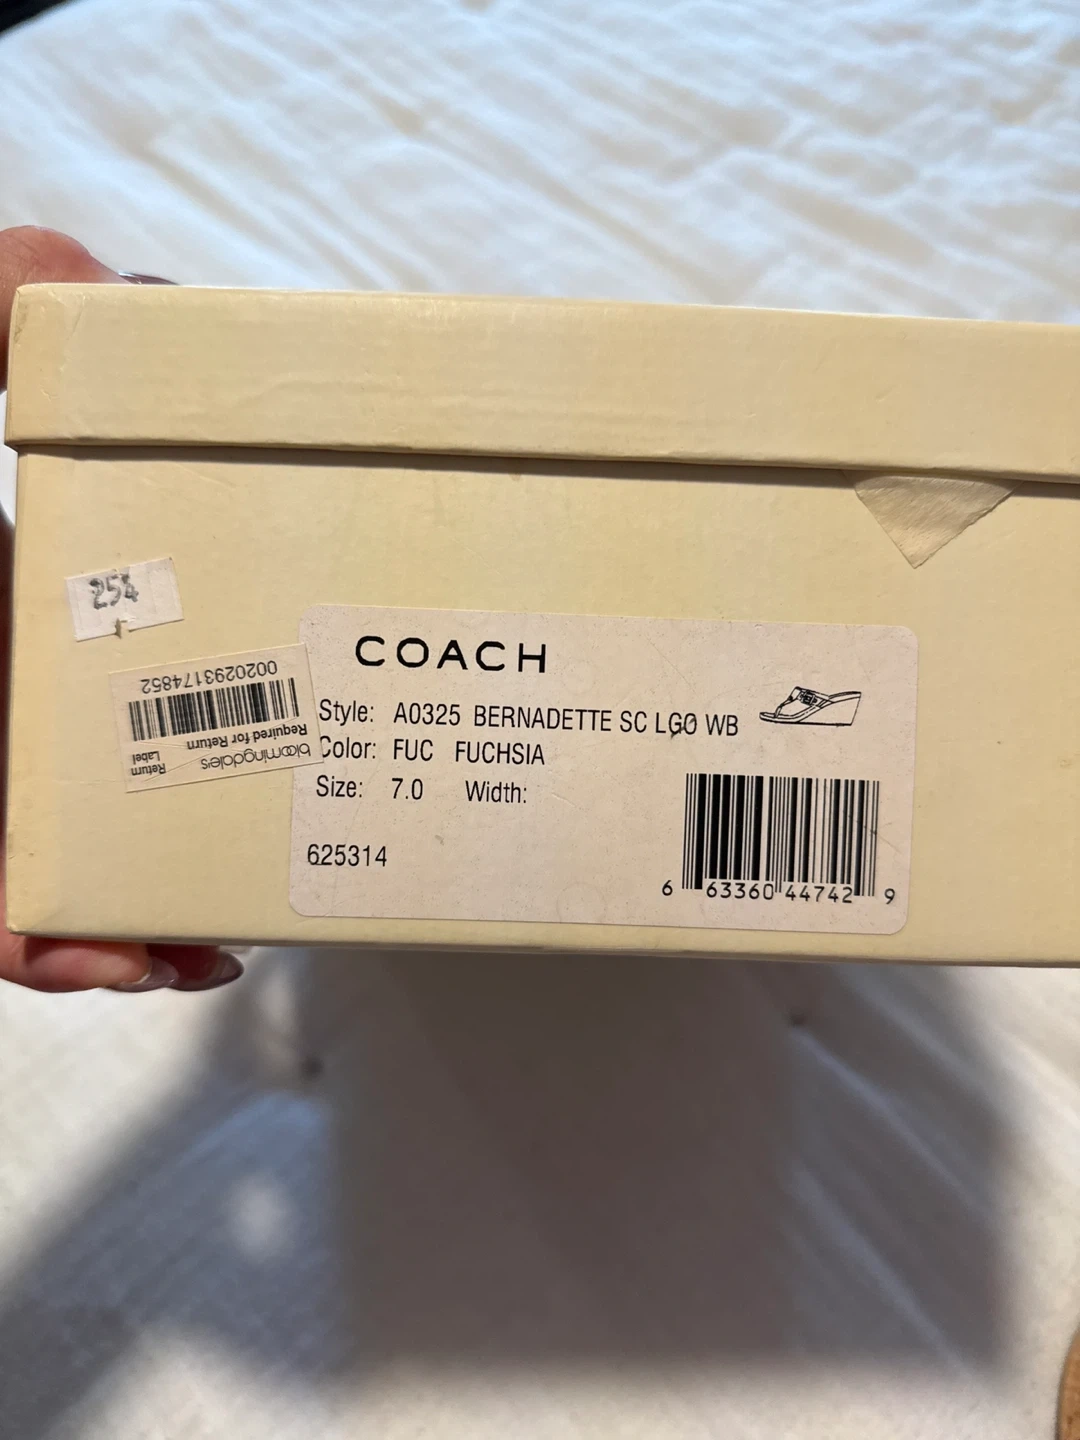 254
0020293174852
bloomingdales
Required for Return
Return
Label
COACH
Style: A0325 BERNADETTE SC LGO WB
Color: FUC FUCHSIA
Size: 7.0 Width:
625314
6 63360 44742 9